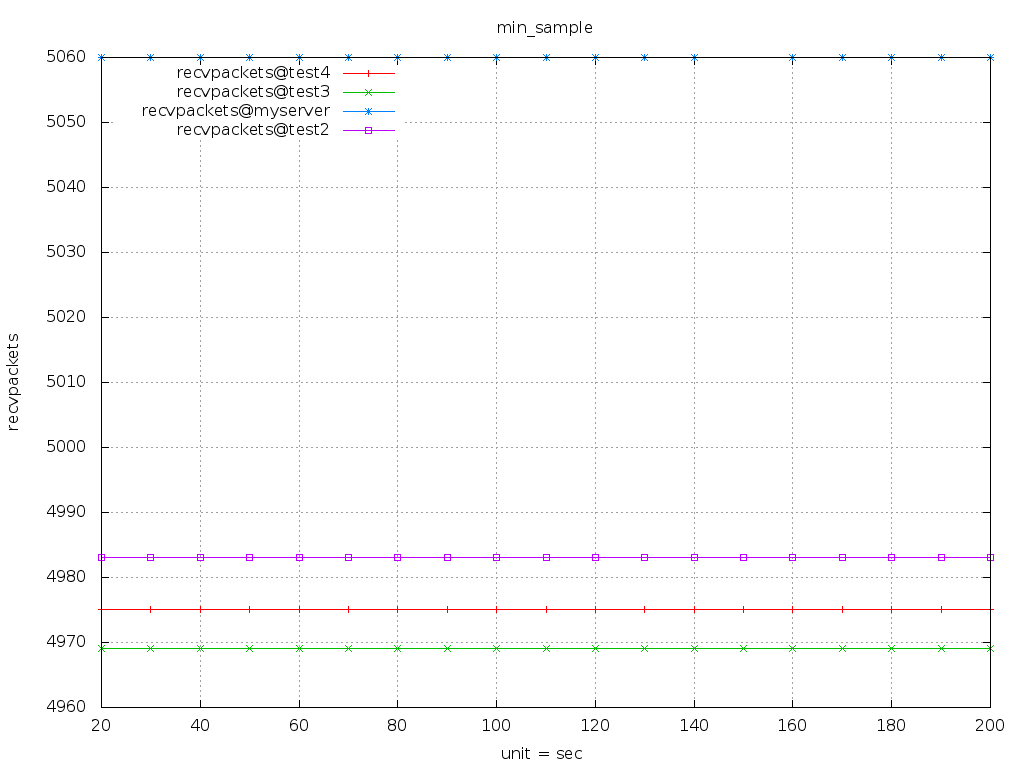 min_sample
5060
recvpackets@test4
recvpackets@test3
recvpackets@myserver
recvpackets@test2
5050
5040
5030
5020
5010
5000
4990
4980
4970
4960
recvpackets
20 40 60 80 100 120 140 160 180 200
unit = sec